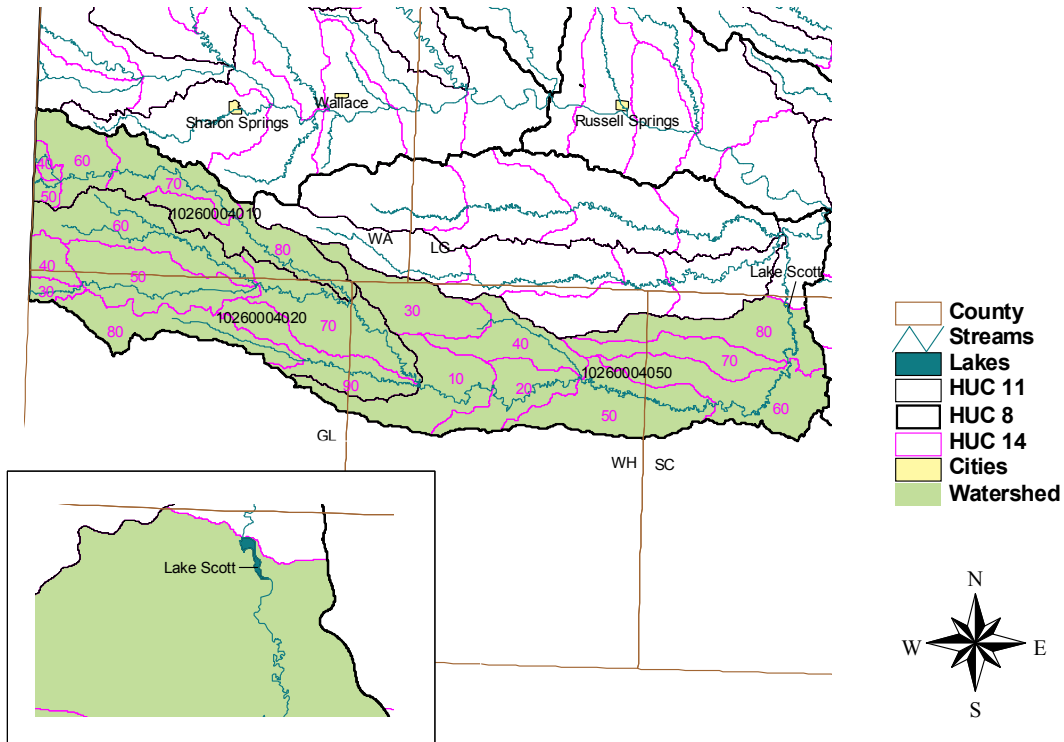 Wallace
Sharon Springs
Russell Springs
40
60
50
70
10260004010
60
WA
LG
80
40
50
Lake Scott
30
30
10260004020
70
80
40
80
70
10260004050
10
20
90
50
60
GL
WH
SC
Lake Scott
County
Streams
Lakes
HUC 11
HUC 8
HUC 14
Cities
Watershed
N
W
E
S